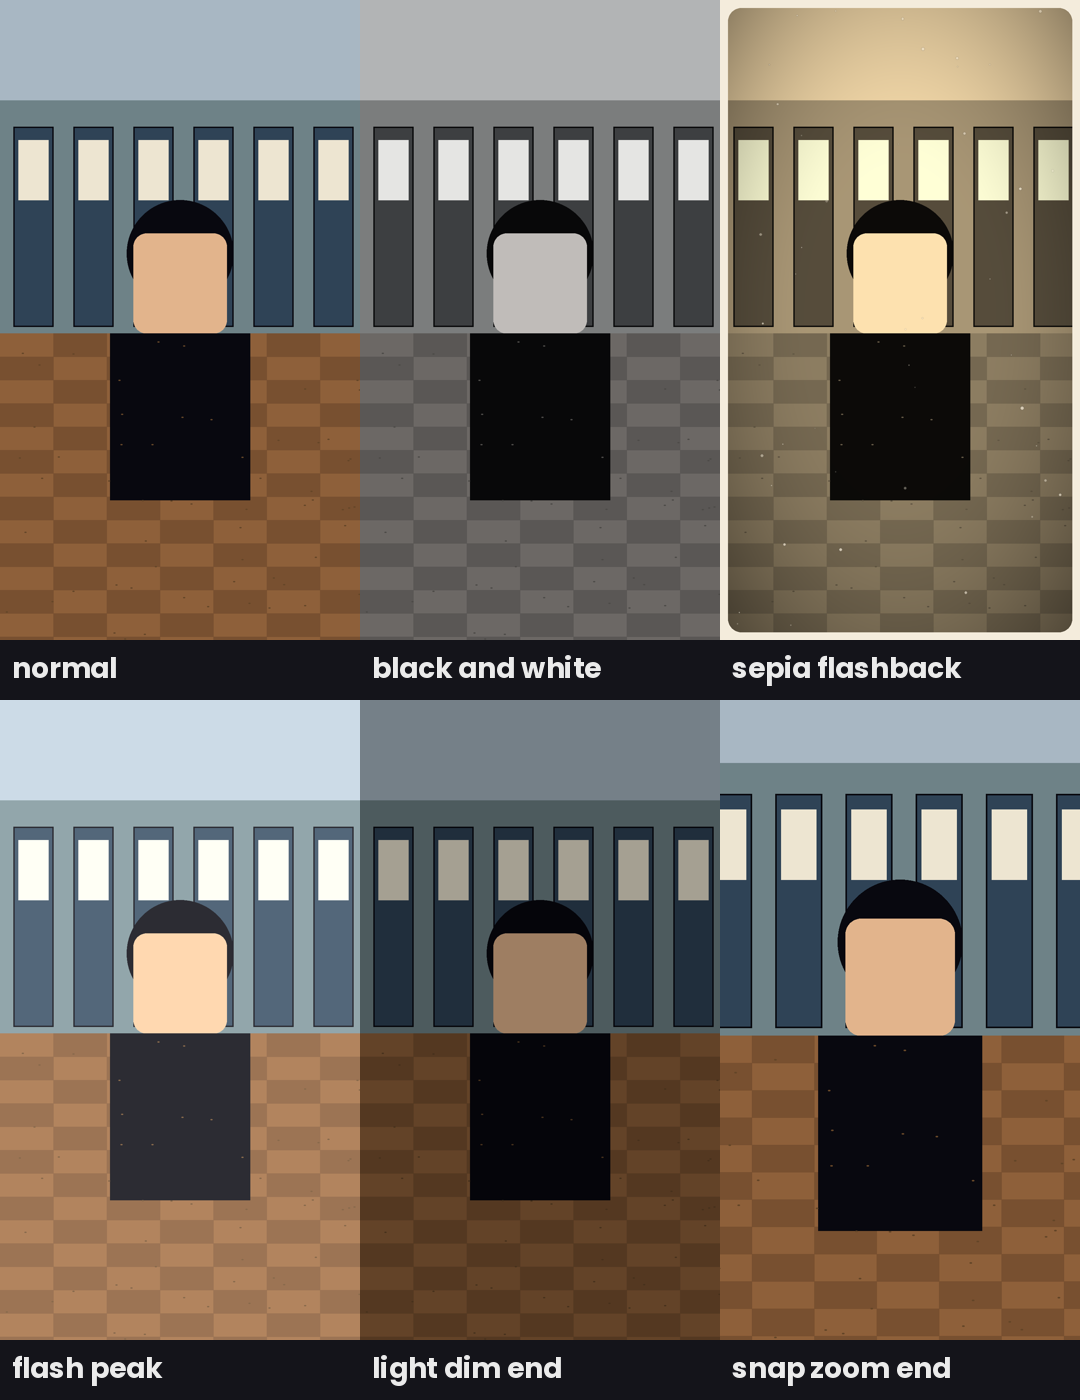 normal
black and white
sepia flashback
flash peak
light dim end
snap zoom end